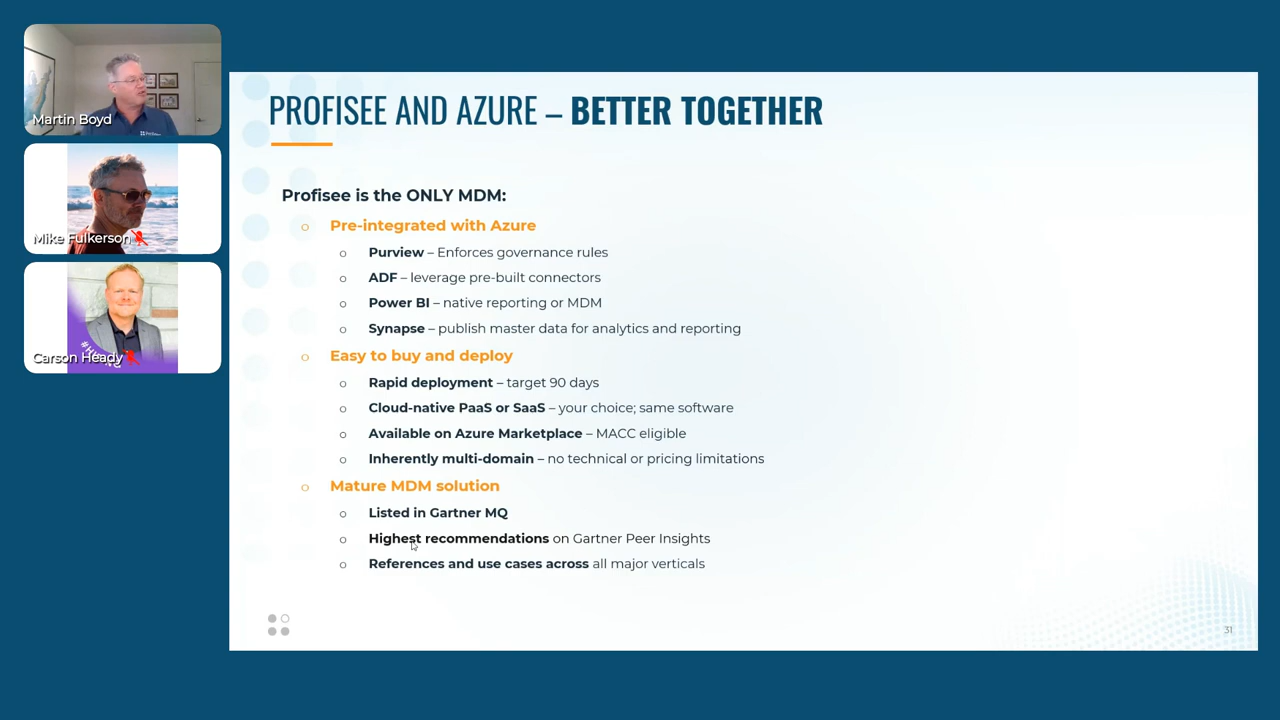 Martin Boyd
Mike Fulkerson
Carson Heady
PROFISEE AND AZURE – BETTER TOGETHER
Profisee is the ONLY MDM:
Pre-integrated with Azure
Purview – Enforces governance rules
ADF – leverage pre-built connectors
Power BI – native reporting or MDM
Synapse – publish master data for analytics and reporting
Easy to buy and deploy
Rapid deployment – target 90 days
Cloud-native PaaS or SaaS – your choice; same software
Available on Azure Marketplace – MACC eligible
Inherently multi-domain – no technical or pricing limitations
Mature MDM solution
Listed in Gartner MQ
Highest recommendations on Gartner Peer Insights
References and use cases across all major verticals
31